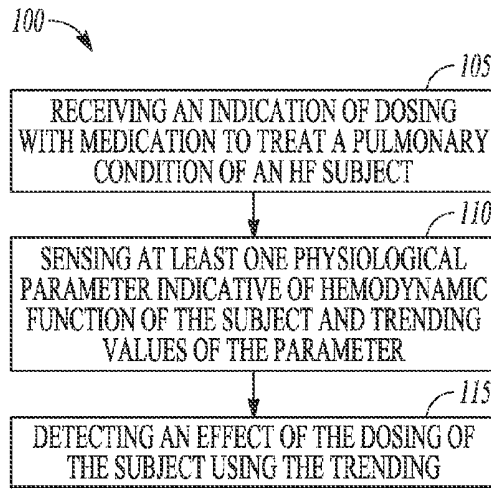 100
105
RECEIVING AN INDICATION OF DOSING
WITH MEDICATION TO TREAT A PULMONARY
CONDITION OF AN HF SUBJECT
110
SENSING AT LEAST ONE PHYSIOLOGICAL
PARAMETER INDICATIVE OF HEMODYNAMIC
FUNCTION OF THE SUBJECT AND TRENDING
VALUES OF THE PARAMETER
115
DETECTING AN EFFECT OF THE DOSING OF
THE SUBJECT USING THE TRENDING